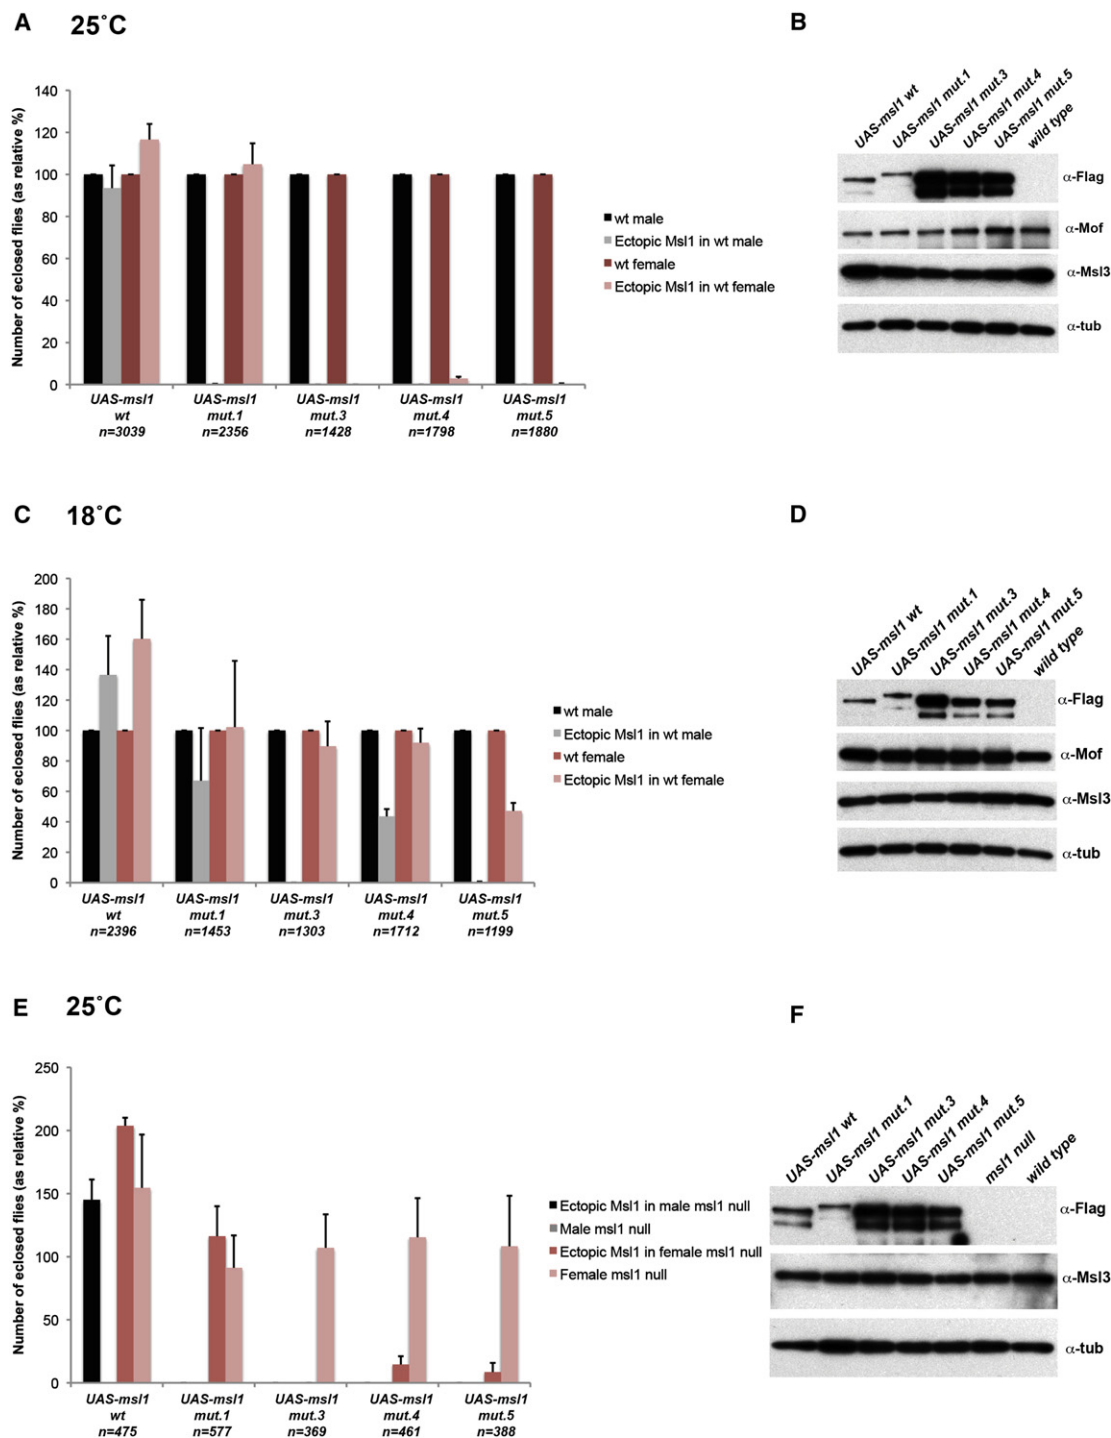 A 25˚C
Number of eclosed flies (as relative %)
140
120
100
80
60
40
20
0
UAS-msl1 wt n=3039
UAS-msl1 mut.1 n=2356
UAS-msl1 mut.3 n=1428
UAS-msl1 mut.4 n=1798
UAS-msl1 mut.5 n=1880
wt male
Ectopic Msl1 in wt male
wt female
Ectopic Msl1 in wt female
B
UAS-msl1 wt
UAS-msl1 mut.1
UAS-msl1 mut.3
UAS-msl1 mut.4
UAS-msl1 mut.5
wild type
α-Flag
α-Mof
α-Msl3
α-tub
C 18˚C
Number of eclosed flies (as relative %)
200
180
160
140
120
100
80
60
40
20
0
UAS-msl1 wt n=2396
UAS-msl1 mut.1 n=1453
UAS-msl1 mut.3 n=1303
UAS-msl1 mut.4 n=1712
UAS-msl1 mut.5 n=1199
wt male
Ectopic Msl1 in wt male
wt female
Ectopic Msl1 in wt female
D
UAS-msl1 wt
UAS-msl1 mut.1
UAS-msl1 mut.3
UAS-msl1 mut.4
UAS-msl1 mut.5
wild type
α-Flag
α-Mof
α-Msl3
α-tub
E 25˚C
Number of eclosed flies (as relative %)
250
200
150
100
50
0
UAS-msl1 wt n=475
UAS-msl1 mut.1 n=577
UAS-msl1 mut.3 n=369
UAS-msl1 mut.4 n=461
UAS-msl1 mut.5 n=388
Ectopic Msl1 in male msl1 null
Male msl1 null
Ectopic Msl1 in female msl1 null
Female msl1 null
F
UAS-msl1 wt
UAS-msl1 mut.1
UAS-msl1 mut.3
UAS-msl1 mut.4
UAS-msl1 mut.5
msl1 null
wild type
α-Flag
α-Msl3
α-tub